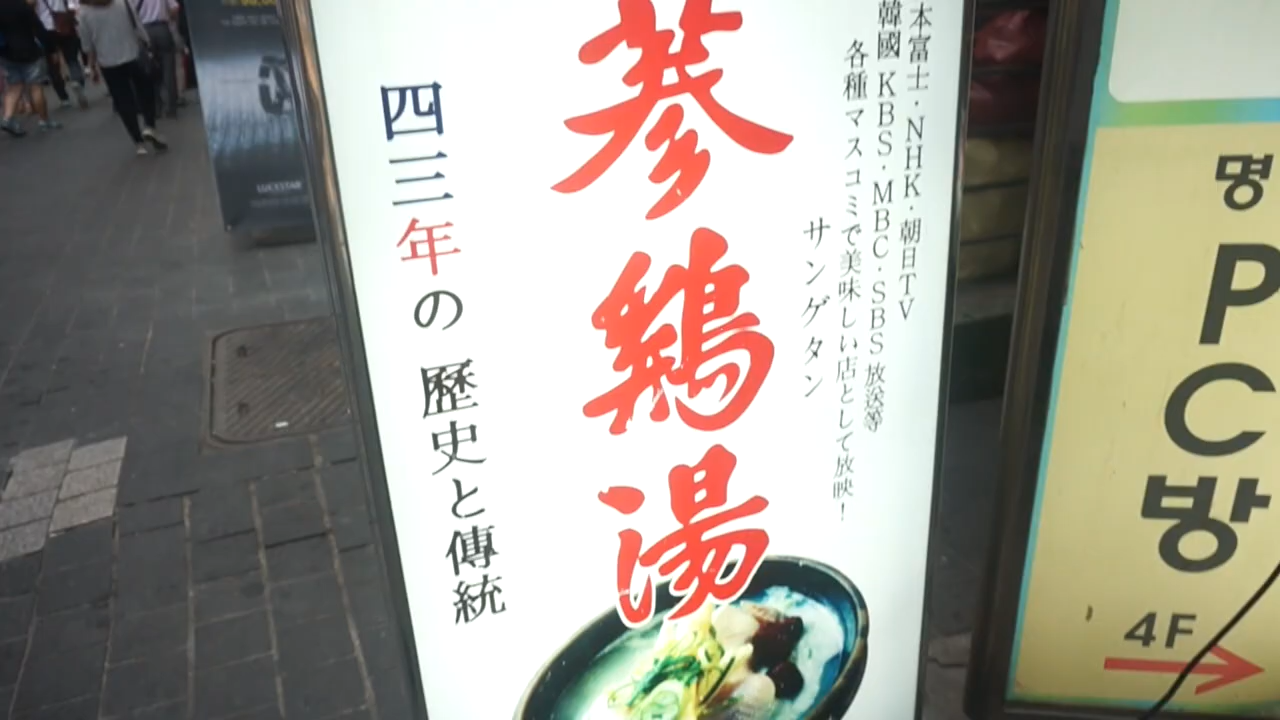 本富士・NHK・朝日TV
韓國 KBS・MBC・SBS 放送等
各種マスコミで美味しい店として放映!
サンゲタン
蔘鷄湯
四三年の 歷史と傳統
LUCKSTAR
명
PC
방
4F